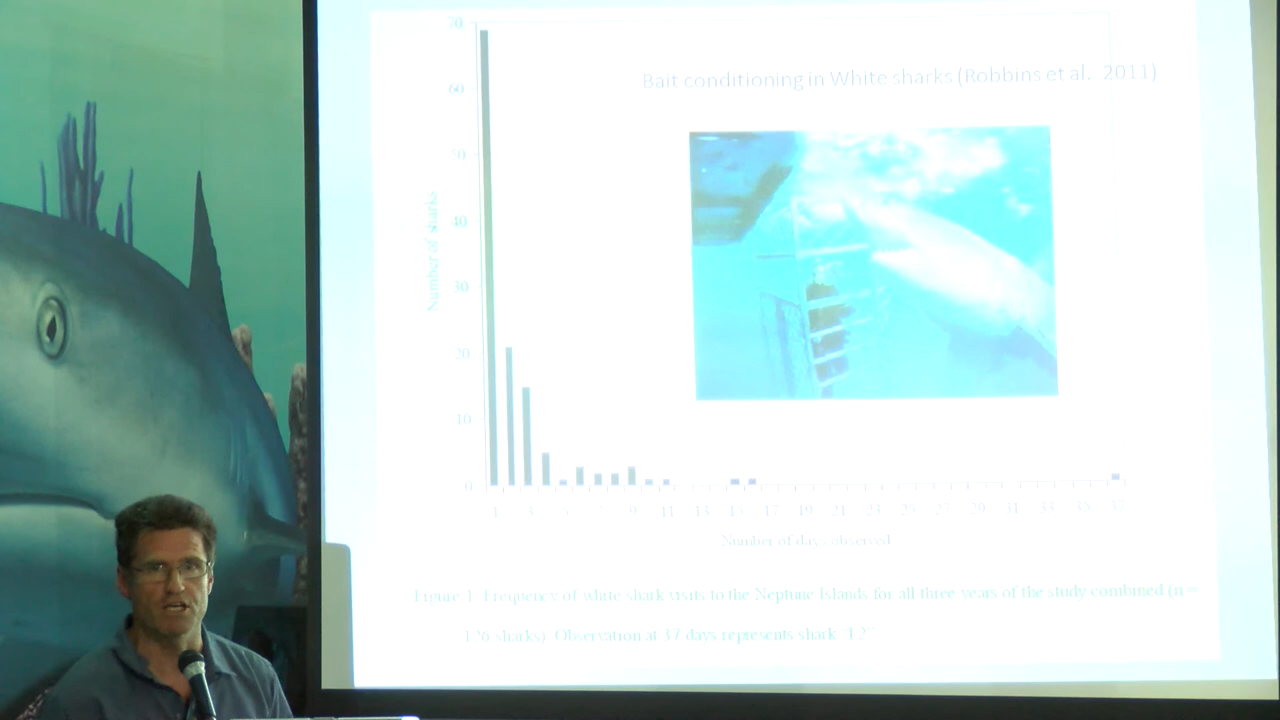 70
Bait conditioning in White sharks (Robbins et al. 2011)
60
50
40
Number of sharks
30
20
10
0
1 3 5 7 9 11 13 15 17 19 21 23 25 27 29 31 33 35 37
Number of days observed
Figure 1. Frequency of white shark visits to the Neptune Islands for all three years of the study combined (n =
sharks). Observation at 37 days represents shark